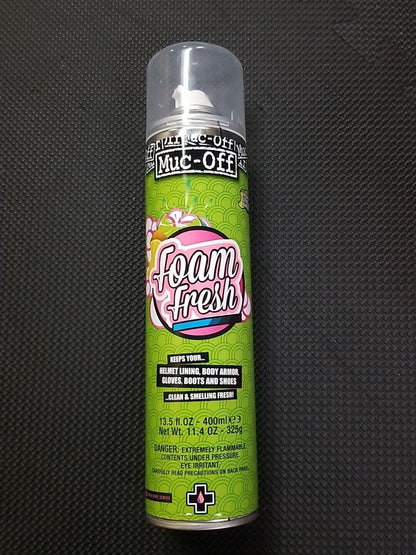 Muc-Off
Muc-Off
foam
fresh
KEEPS YOUR...
HELMET LINING, BODY ARMOR,
GLOVES, BOOTS AND SHOES
...CLEAN & SMELLING FRESH!
13.5 fl.OZ - 400ml e
Net Wt. 11.4 OZ - 325g
DANGER: EXTREMELY FLAMMABLE.
CONTENTS UNDER PRESSURE.
EYE IRRITANT.
CAREFULLY READ PRECAUTIONS ON BACK PANEL.